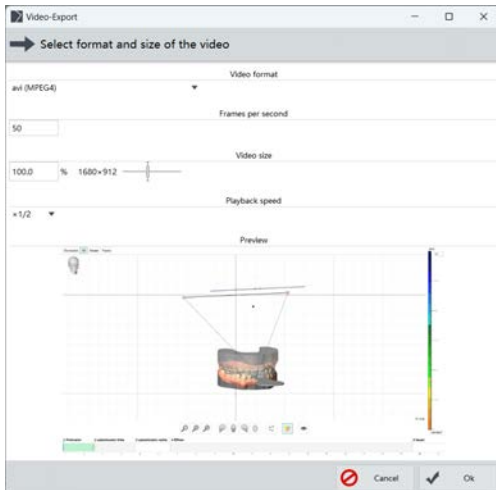 Video-Export
Select format and size of the video
Video format
avi (MPEG4)
Frames per second
50
Video size
100.0 % 1680×912
Playback speed
×1/2
Preview
Cancel
Ok